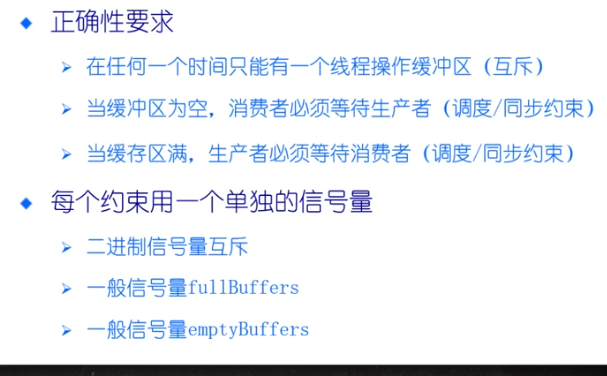 正确性要求
在任何一个时间只能有一个线程操作缓冲区（互斥）
当缓冲区为空，消费者必须等待生产者（调度/同步约束）
当缓存区满，生产者必须等待消费者（调度/同步约束）
每个约束用一个单独的信号量
二进制信号量互斥
一般信号量fullBuffers
一般信号量emptyBuffers